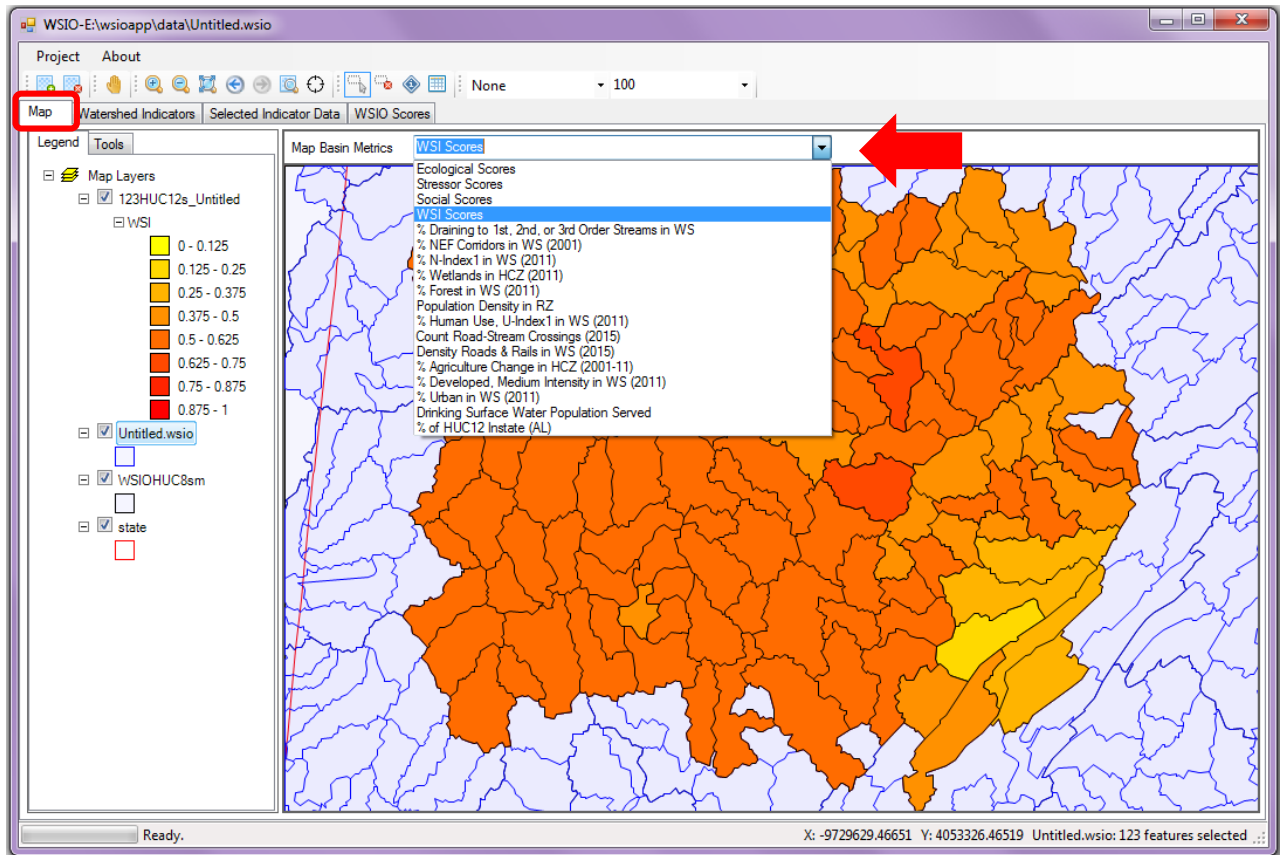 WSIO-E:\wsioapp\data\Untitled.wsio
Project About
None 100
Map Watershed Indicators Selected Indicator Data WSIO Scores
Legend Tools
Map Basin Metrics WSI Scores
Map Layers
123HUC12s_Untitled
WSI
0 - 0.125
0.125 - 0.25
0.25 - 0.375
0.375 - 0.5
0.5 - 0.625
0.625 - 0.75
0.75 - 0.875
0.875 - 1
Untitled.wsio
WSIOHUC8sm
state
Ecological Scores
Stressor Scores
Social Scores
WSI Scores
% Draining to 1st, 2nd, or 3rd Order Streams in WS
% NEF Corridors in WS (2001)
% N-Index1 in WS (2011)
% Wetlands in HCZ (2011)
% Forest in WS (2011)
Population Density in RZ
% Human Use, U-Index1 in WS (2011)
Count Road-Stream Crossings (2015)
Density Roads & Rails in WS (2015)
% Agriculture Change in HCZ (2001-11)
% Developed, Medium Intensity in WS (2011)
% Urban in WS (2011)
Drinking Surface Water Population Served
% of HUC12 Instate (AL)
Ready.
X: -9729629.46651 Y: 4053326.46519 Untitled.wsio: 123 features selected